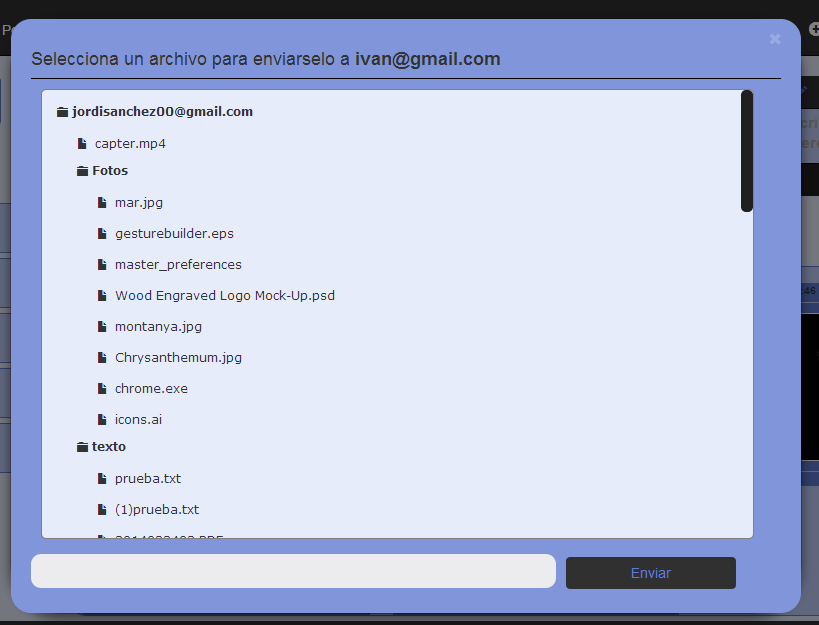 Selecciona un archivo para enviarselo a ivan@gmail.com
jordisanchez00@gmail.com
capter.mp4
Fotos
mar.jpg
gesturebuilder.eps
master_preferences
Wood Engraved Logo Mock-Up.psd
montanya.jpg
Chrysanthemum.jpg
chrome.exe
icons.ai
texto
prueba.txt
(1)prueba.txt
Enviar